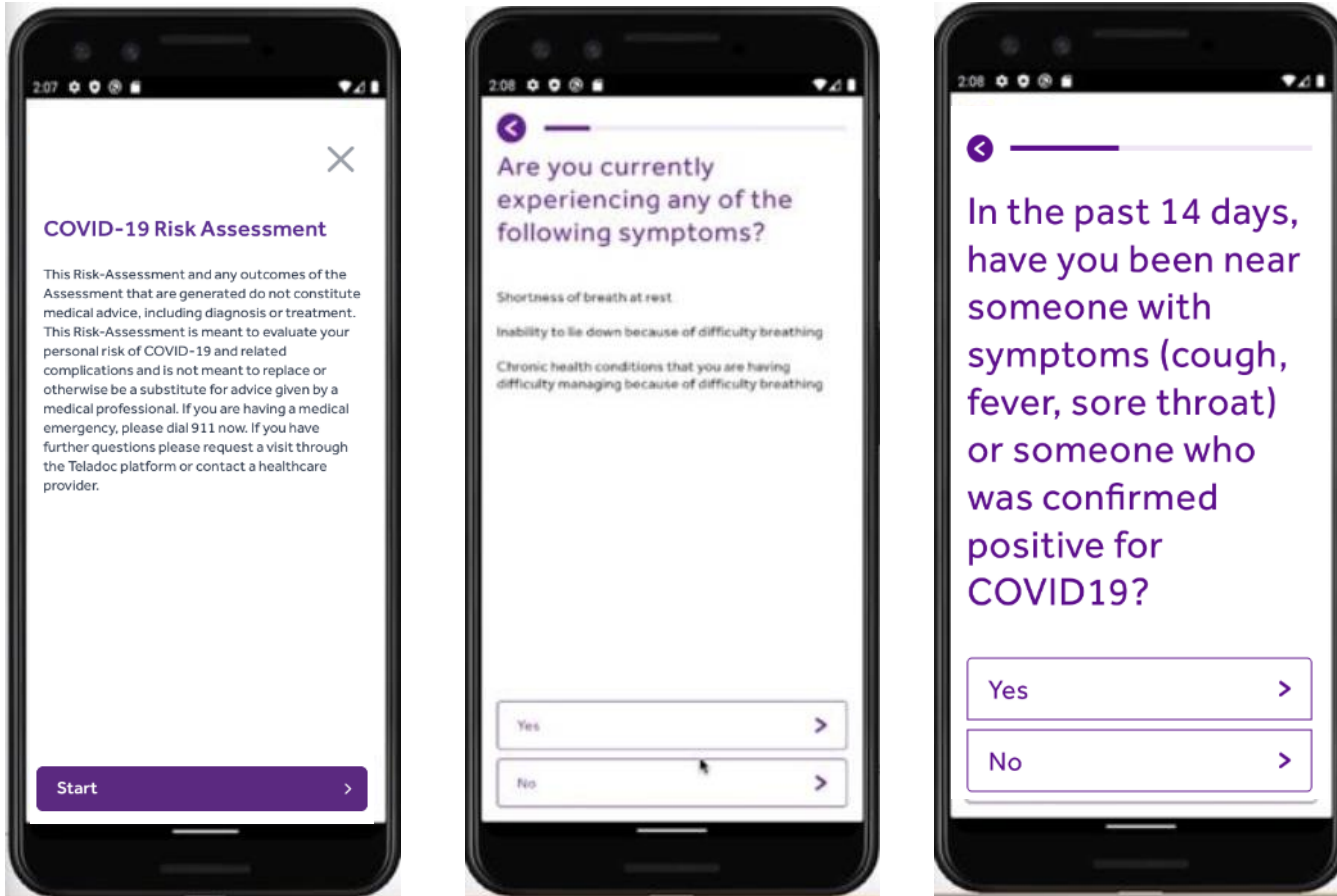 2:07
COVID-19 Risk Assessment
This Risk-Assessment and any outcomes of the
Assessment that are generated do not constitute
medical advice, including diagnosis or treatment.
This Risk-Assessment is meant to evaluate your
personal risk of COVID-19 and related
complications and is not meant to replace or
otherwise be a substitute for advice given by a
medical professional. If you are having a medical
emergency, please dial 911 now. If you have
further questions please request a visit through
the Teladoc platform or contact a healthcare
provider.
Start
2:08
Are you currently
experiencing any of the
following symptoms?
Shortness of breath at rest
Inability to lie down because of difficulty breathing
Chronic health conditions that you are having
difficulty managing because of difficulty breathing
Yes
No
2:08
In the past 14 days,
have you been near
someone with
symptoms (cough,
fever, sore throat)
or someone who
was confirmed
positive for
COVID19?
Yes
No